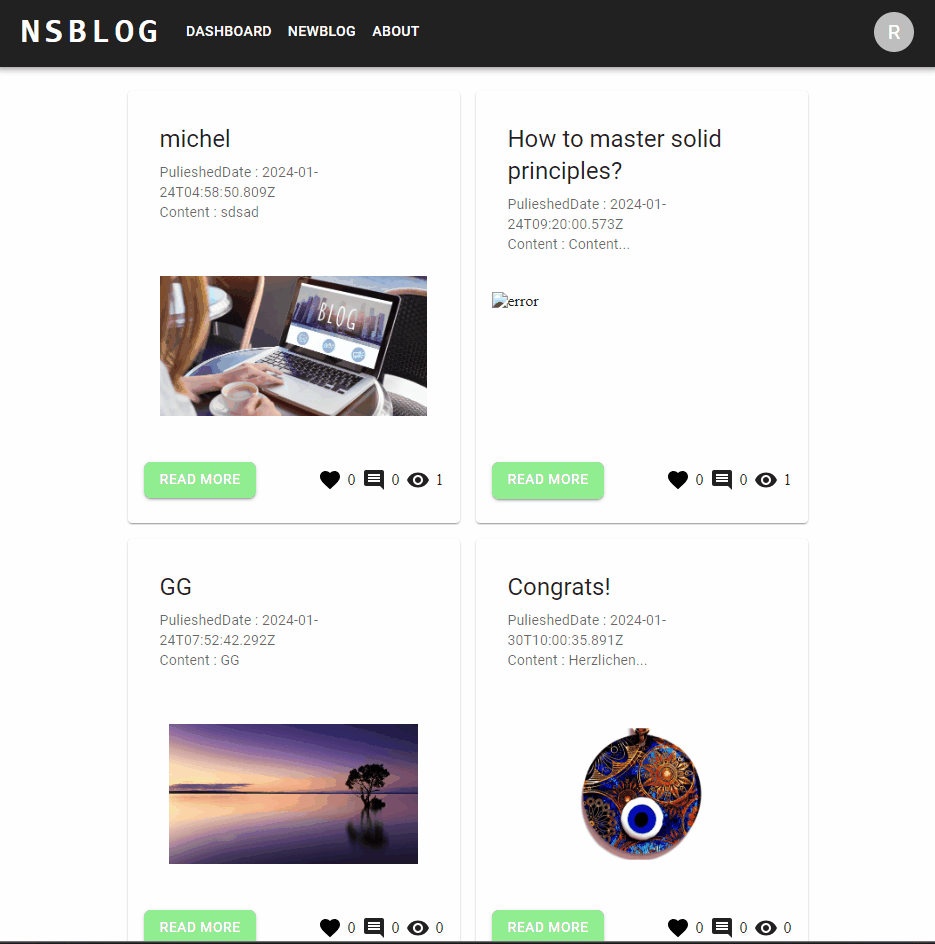 NSBLOG DASHBOARD NEWBLOG ABOUT R
michel
PulieshedDate : 2024-01-
24T04:58:50.809Z
Content : sdsad
BLOG
READ MORE 0 0 1
How to master solid
principles?
PulieshedDate : 2024-01-
24T09:20:00.573Z
Content : Content...
error
READ MORE 0 0 1
GG
PulieshedDate : 2024-01-
24T07:52:42.292Z
Content : GG
READ MORE 0 0 0
Congrats!
PulieshedDate : 2024-01-
30T10:00:35.891Z
Content : Herzlichen...
READ MORE 0 0 0